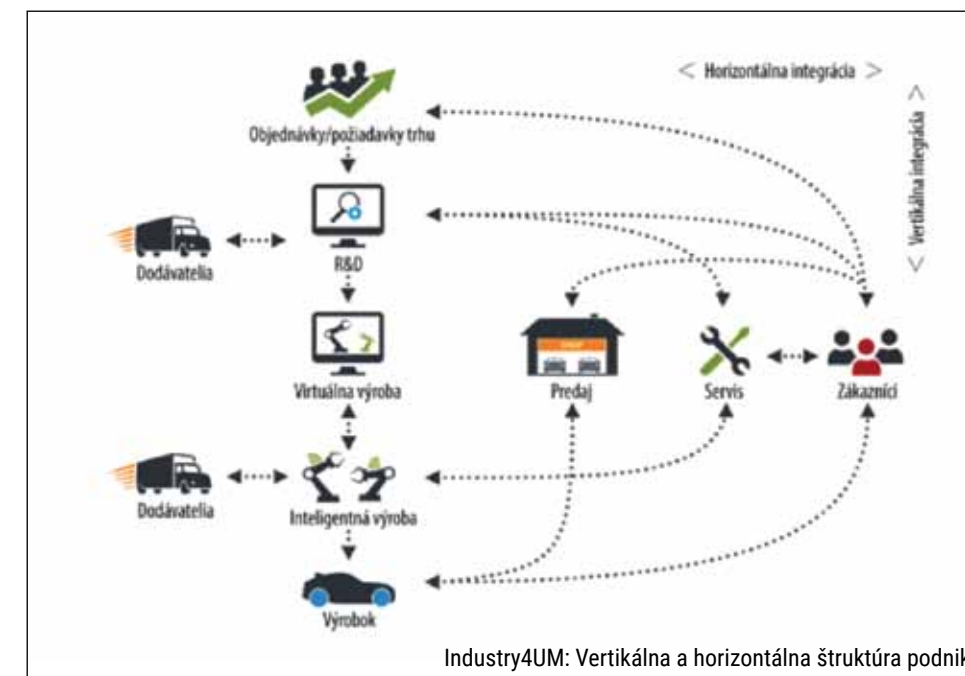 < Horizontálna integrácia >
< Vertikálna integrácia >
Objednávky/požiadavky trhu
R&D
Dodávatelia
Virtuálna výroba
Predaj
Servis
Zákazníci
Dodávatelia
Inteligentná výroba
Výrobok
Industry4UM: Vertikálna a horizontálna štruktúra podnik